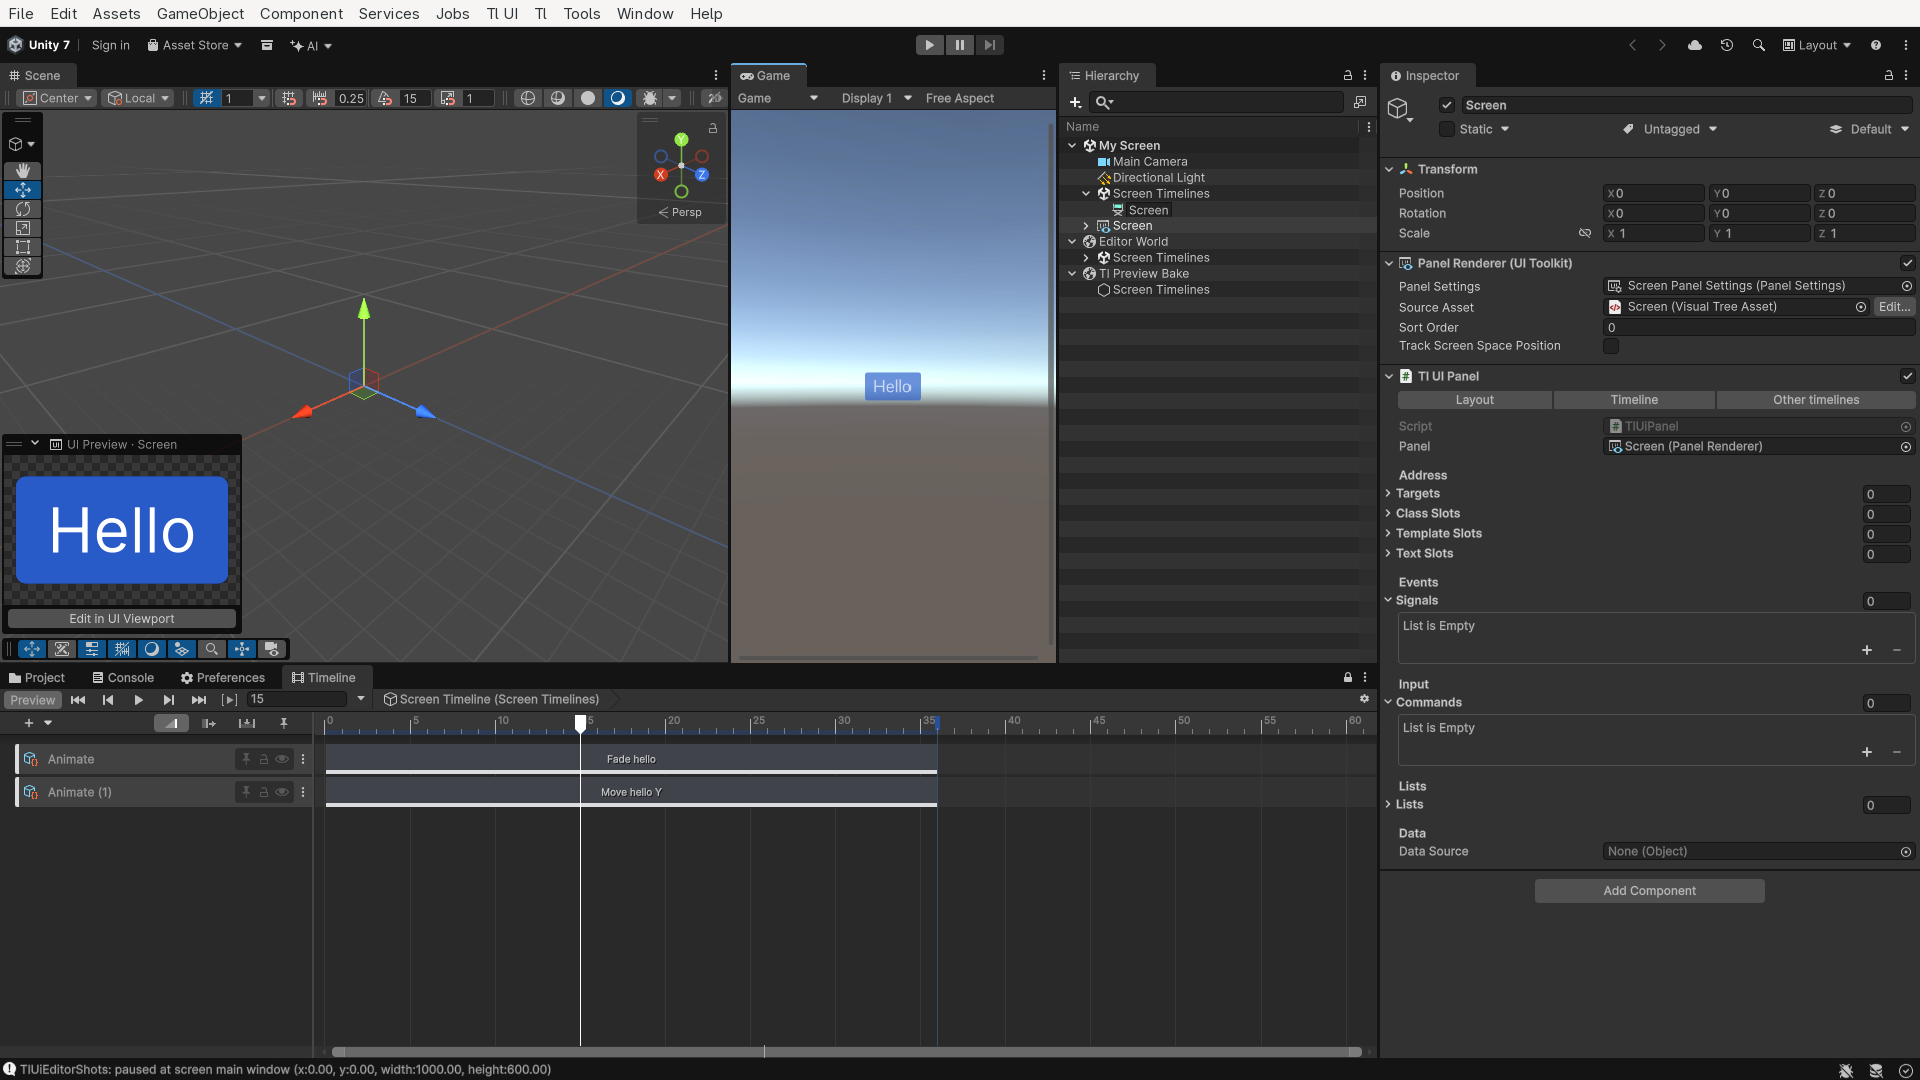 File Edit Assets GameObject Component Services Jobs Tl UI Tl Tools Window Help
Unity 7 Sign in Asset Store AI Layout
Scene Game Hierarchy Inspector
Center Local 1 0.25 15 1 Game Display 1 Free Aspect
Screen
Static Untagged Default
Name
My Screen
Main Camera
Directional Light
Screen Timelines
Screen
Screen
Editor World
Screen Timelines
Tl Preview Bake
Screen Timelines
Y
X Z
Persp
Transform
Position X 0 Y 0 Z 0
Rotation X 0 Y 0 Z 0
Scale X 1 Y 1 Z 1
Panel Renderer (UI Toolkit)
Panel Settings Screen Panel Settings (Panel Settings)
Source Asset Screen (Visual Tree Asset) Edit...
Sort Order 0
Track Screen Space Position
Tl UI Panel
Layout Timeline Other timelines
Script TlUiPanel
Panel Screen (Panel Renderer)
Address
Targets 0
Class Slots 0
Template Slots 0
Text Slots 0
Events
Signals 0
List is Empty
Input
Commands 0
List is Empty
Lists
Lists 0
Data
Data Source None (Object)
Add Component
Hello
UI Preview · Screen
Hello
Edit in UI Viewport
Project Console Preferences Timeline
Preview 15 Screen Timeline (Screen Timelines)
0 5 10 5 20 25 30 35 40 45 50 55 60
Animate Fade hello
Animate (1) Move hello Y
TlUiEditorShots: paused at screen main window (x:0.00, y:0.00, width:1000.00, height:600.00)